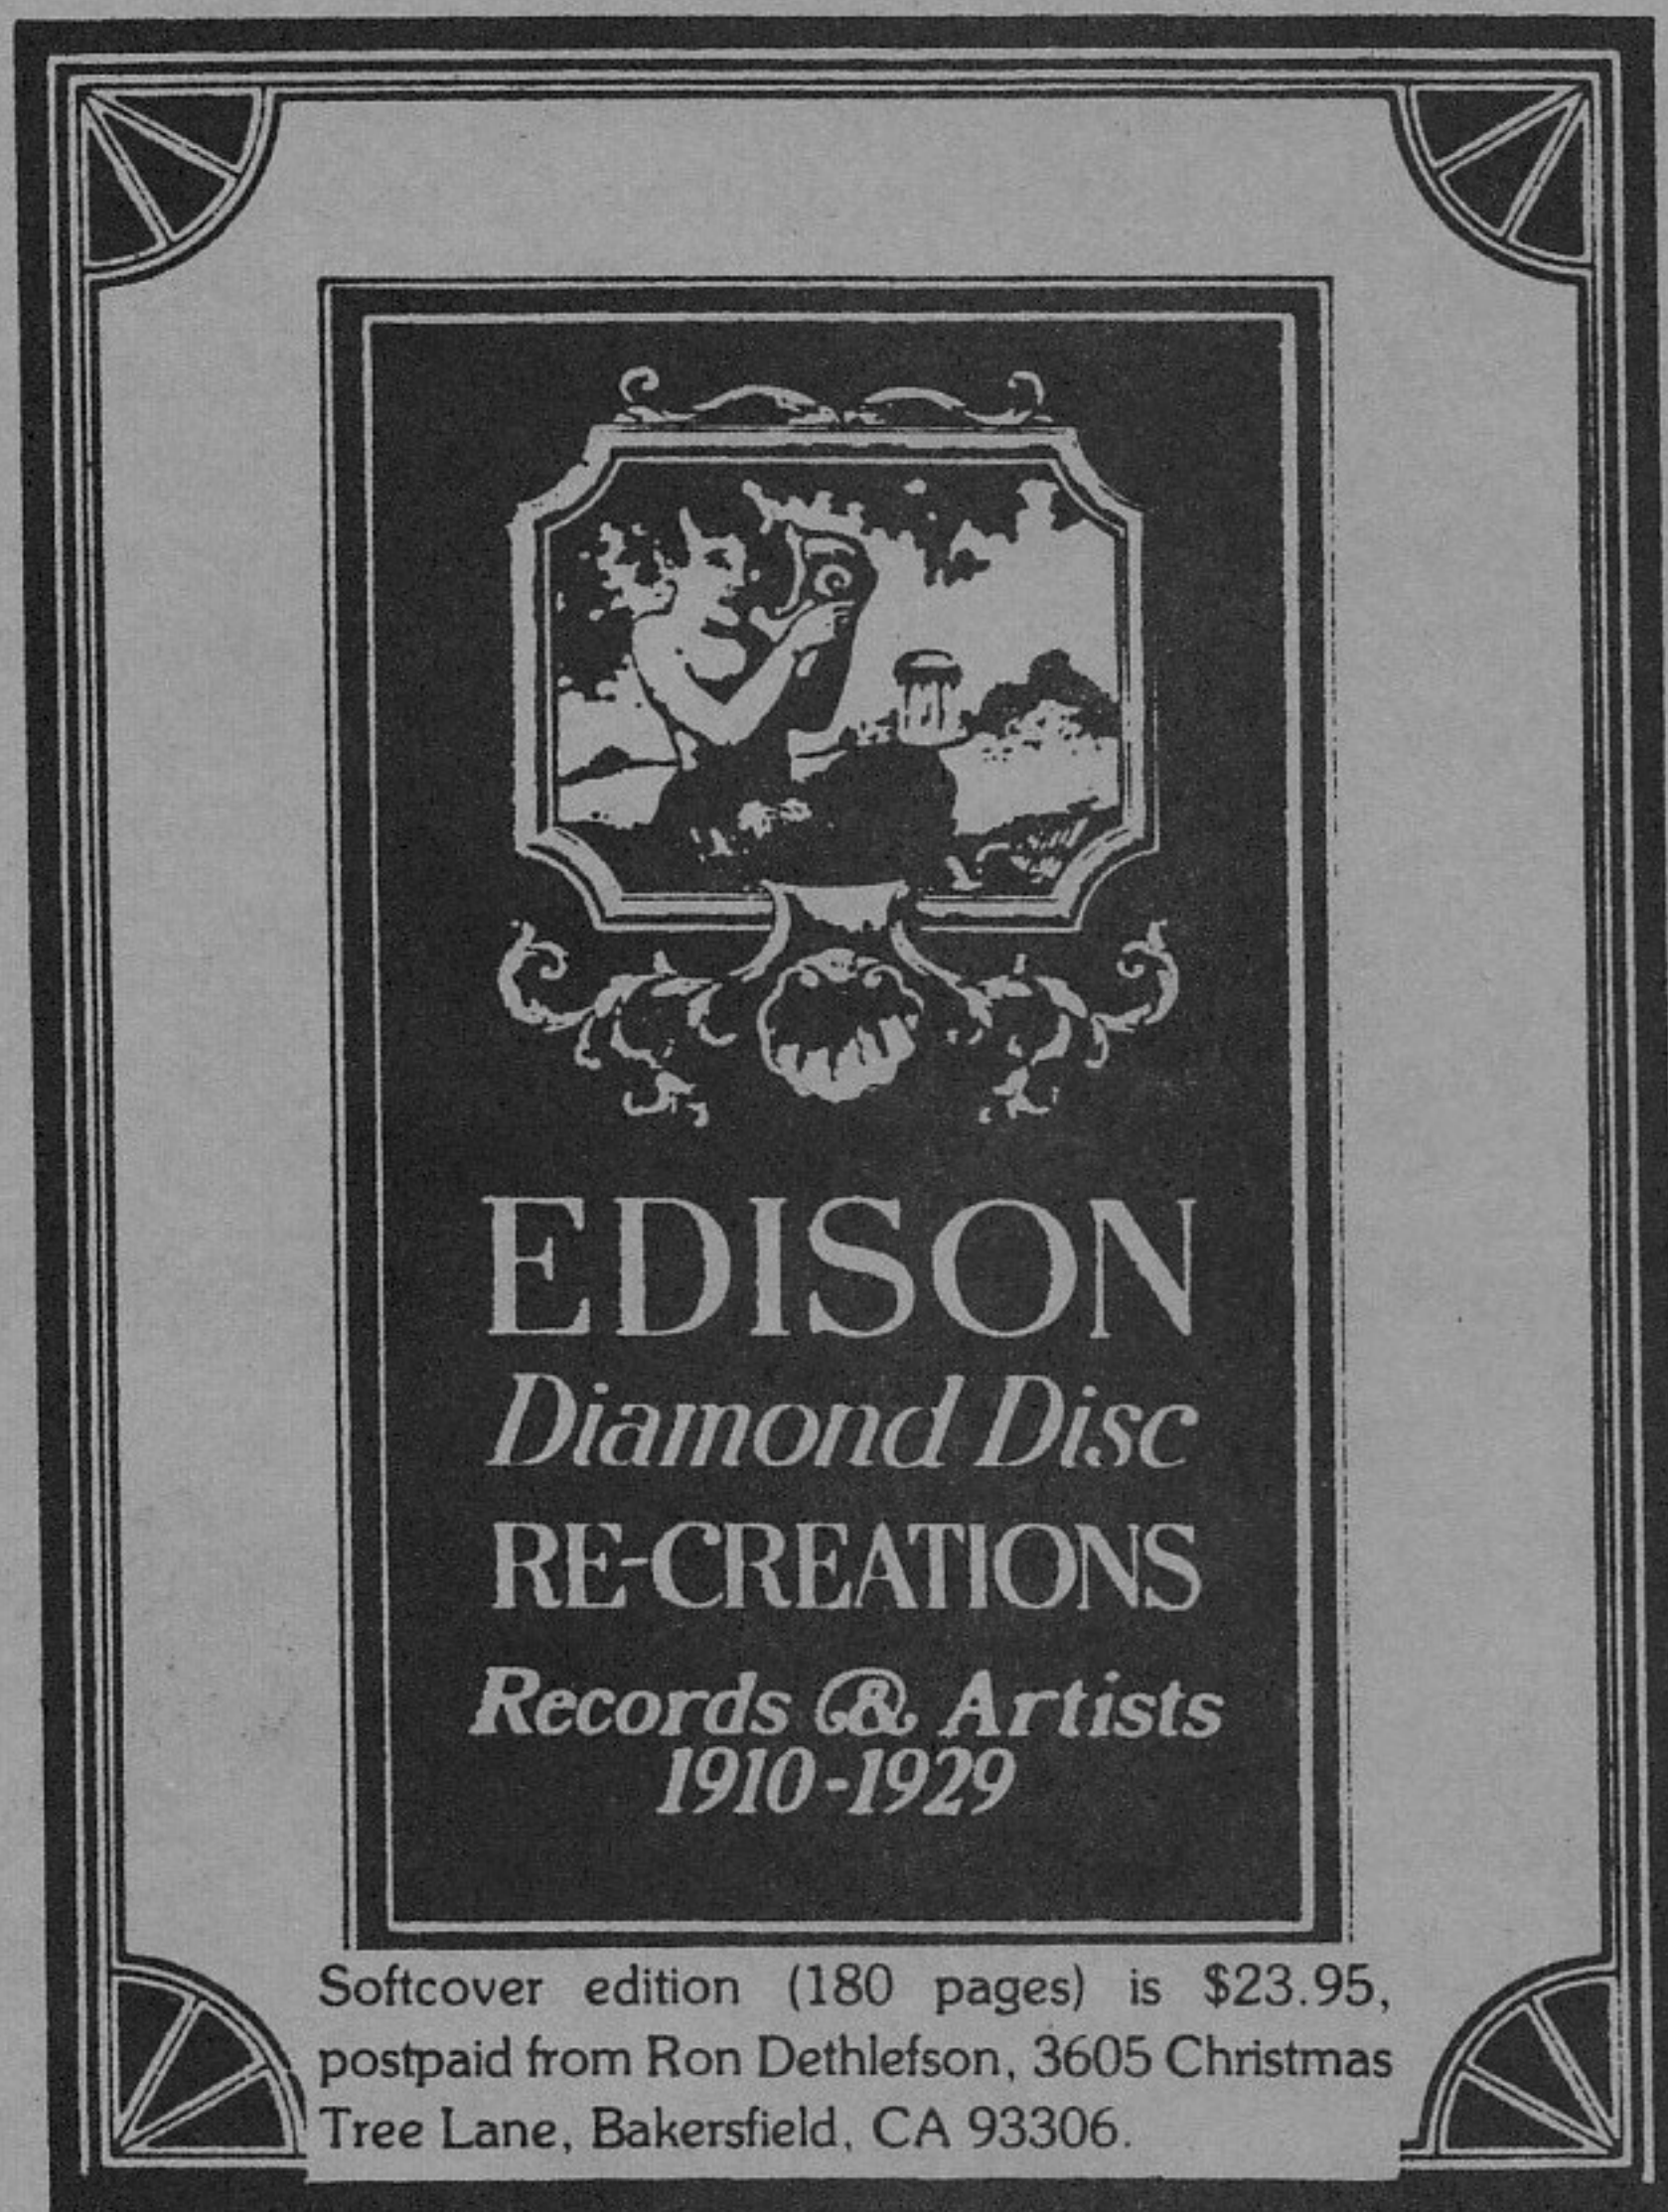 EDISON
Diamond Disc
RE-CREATIONS
Records & Artists
1910-1929
Softcover edition (180 pages) is $23.95,
postpaid from Ron Dethlefson, 3605 Christmas
Tree Lane, Bakersfield, CA 93306.